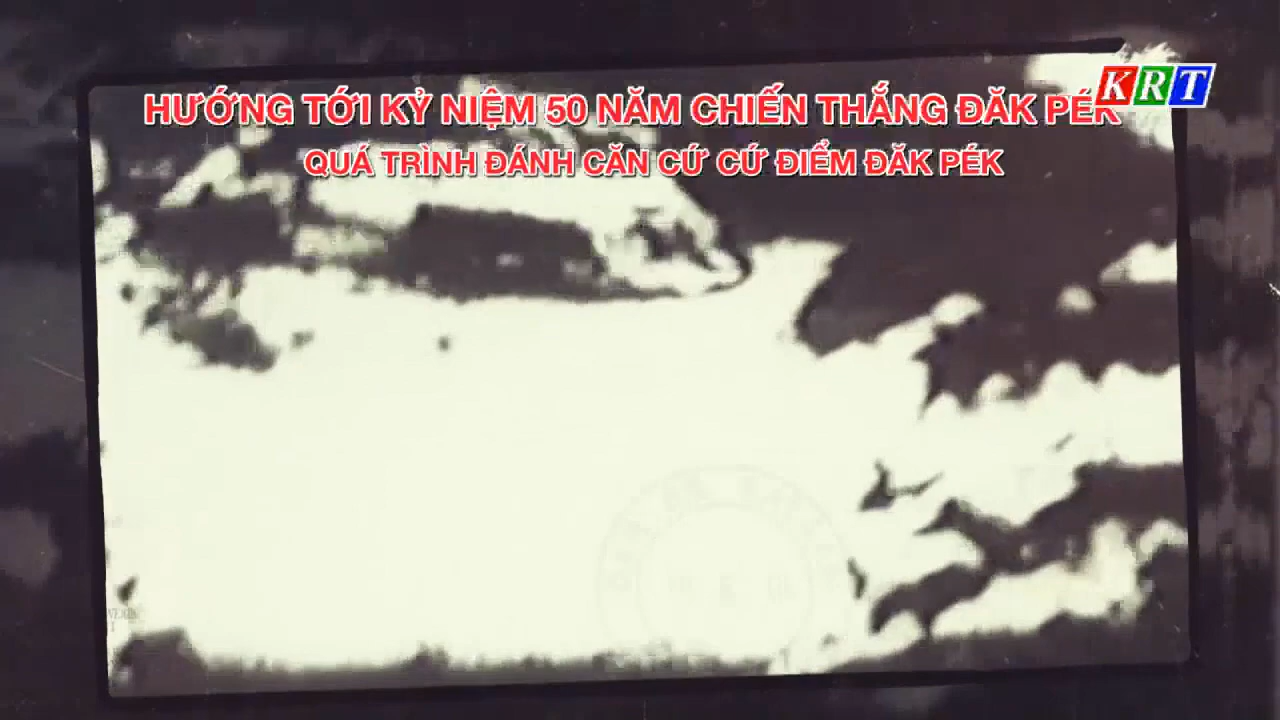 KRT
HƯỚNG TỚI KỶ NIỆM 50 NĂM CHIẾN THẮNG ĐĂK PÉK
QUÁ TRÌNH ĐÁNH CĂN CỨ CỨ ĐIỂM ĐĂK PÉK